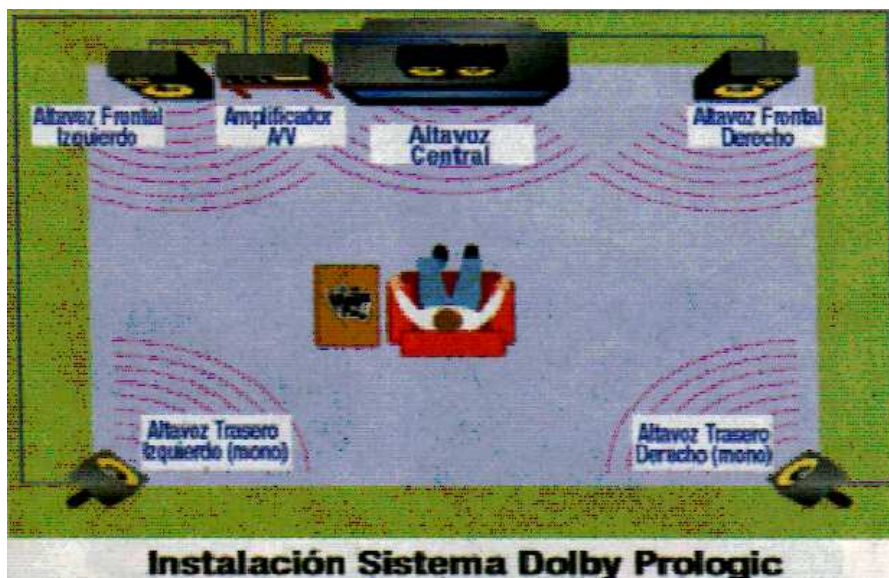 Altavoz Frontal
Izquierdo
Amplificador
A/V
Altavoz
Central
Altavoz Frontal
Derecho
Altavoz Trasero
Izquierdo (mono)
Altavoz Trasero
Derecho (mono)
Instalación Sistema Dolby Prologic